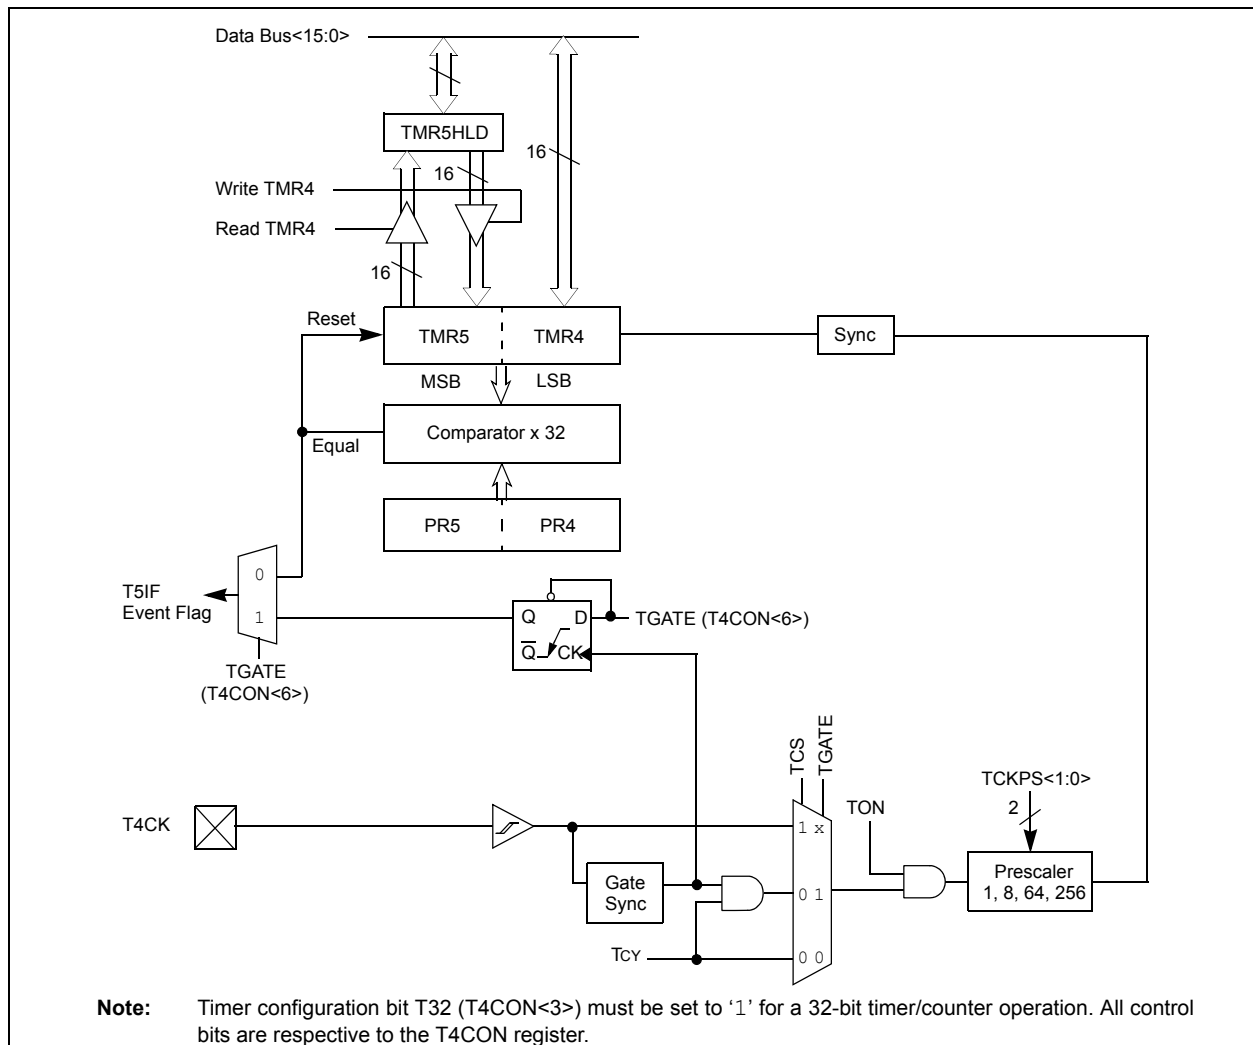 Data Bus<15:0>
TMR5HLD
16
16
Write TMR4
Read TMR4
16
Reset
TMR5
TMR4
Sync
MSB
LSB
Equal
Comparator x 32
PR5
PR4
0
T5IF
Event Flag
1
Q
D
TGATE (T4CON<6>)
Q
CK
TGATE
(T4CON<6>)
TCS
TGATE
TCKPS<1:0>
2
TON
T4CK
1 x
Prescaler
1, 8, 64, 256
Gate
Sync
0 1
TCY
0 0
Note: Timer configuration bit T32 (T4CON<3>) must be set to ‘1’ for a 32-bit timer/counter operation. All control
bits are respective to the T4CON register.